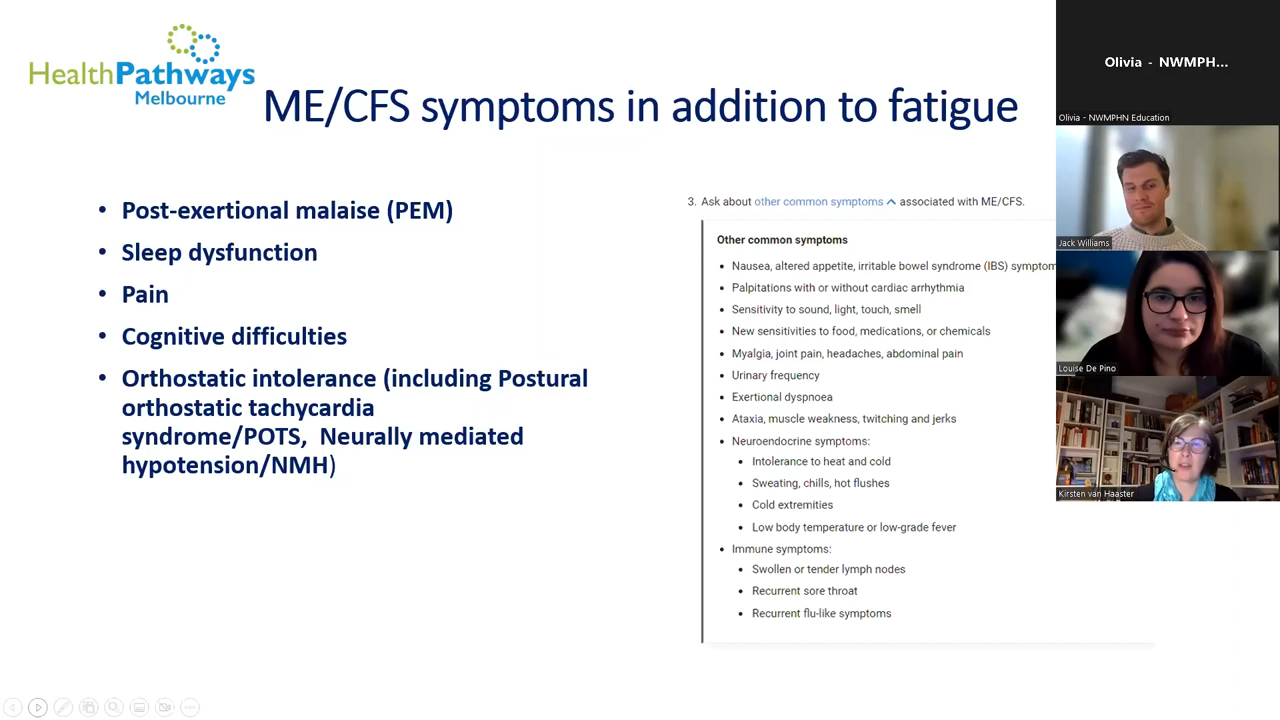 HealthPathways
Melbourne
ME/CFS symptoms in addition to fatigue
• Post-exertional malaise (PEM)
• Sleep dysfunction
• Pain
• Cognitive difficulties
• Orthostatic intolerance (including Postural
orthostatic tachycardia
syndrome/POTS, Neurally mediated
hypotension/NMH)
3. Ask about other common symptoms associated with ME/CFS.
Other common symptoms
• Nausea, altered appetite, irritable bowel syndrome (IBS) symptom
• Palpitations with or without cardiac arrhythmia
• Sensitivity to sound, light, touch, smell
• New sensitivities to food, medications, or chemicals
• Myalgia, joint pain, headaches, abdominal pain
• Urinary frequency
• Exertional dyspnoea
• Ataxia, muscle weakness, twitching and jerks
• Neuroendocrine symptoms:
• Intolerance to heat and cold
• Sweating, chills, hot flushes
• Cold extremities
• Low body temperature or low-grade fever
• Immune symptoms:
• Swollen or tender lymph nodes
• Recurrent sore throat
• Recurrent flu-like symptoms
Olivia - NWMPH...
Olivia - NWMPHN Education
Jack Williams
Louise De Pino
Kirsten van Haaster